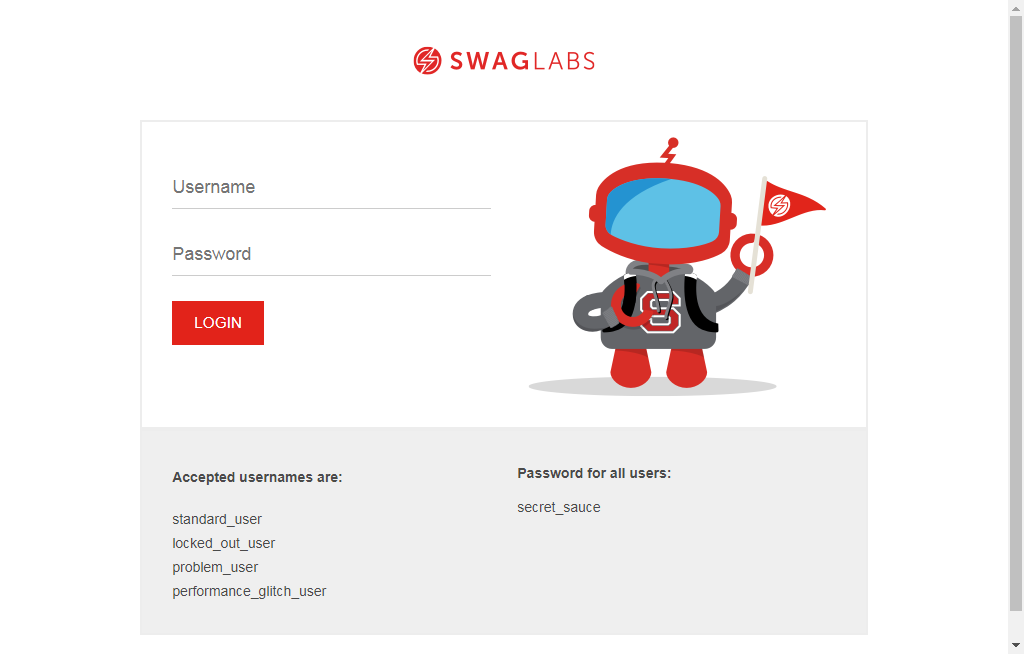 SWAGLABS
Username
Password
LOGIN
S
Accepted usernames are:
standard_user
locked_out_user
problem_user
performance_glitch_user
Password for all users:
secret_sauce